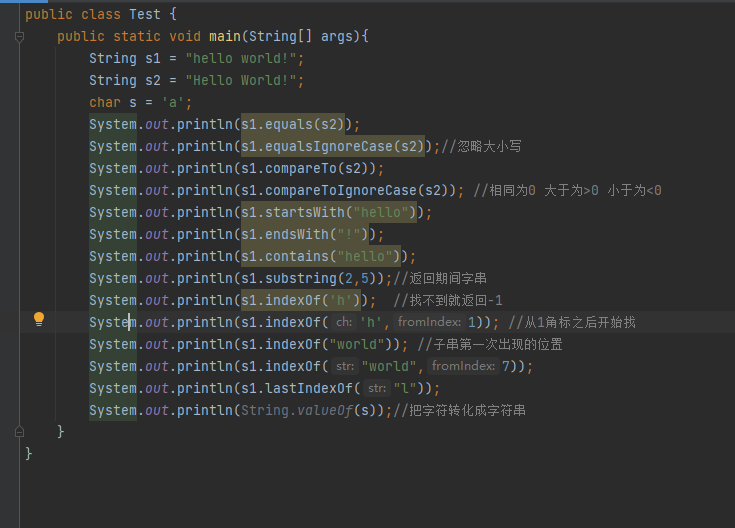 public class Test {
public static void main(String[] args){
String s1 = "hello world!";
String s2 = "Hello World!";
char s = 'a';
System.out.println(s1.equals(s2));
System.out.println(s1.equalsIgnoreCase(s2));//忽略大小写
System.out.println(s1.compareTo(s2));
System.out.println(s1.compareToIgnoreCase(s2)); //相同为0 大于为>0 小于为<0
System.out.println(s1.startsWith("hello"));
System.out.println(s1.endsWith("!"));
System.out.println(s1.contains("hello"));
System.out.println(s1.substring(2,5));//返回期间字串
System.out.println(s1.indexOf('h'));  //找不到就返回-1
System.out.println(s1.indexOf( ch: 'h', fromIndex: 1)); //从1角标之后开始找
System.out.println(s1.indexOf("world")); //子串第一次出现的位置
System.out.println(s1.indexOf( str: "world", fromIndex: 7));
System.out.println(s1.lastIndexOf( str: "l"));
System.out.println(String.valueOf(s));//把字符转化成字符串
}
}